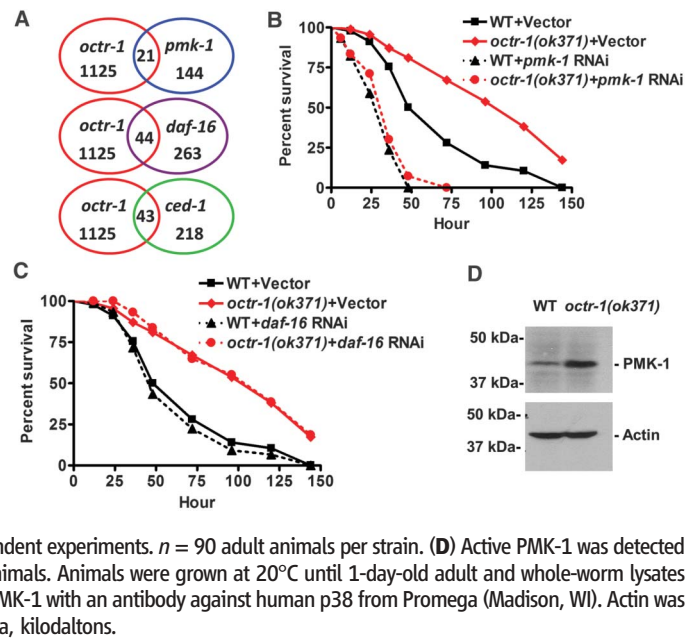 A
octr-1 21 pmk-1
1125 144
octr-1 44 daf-16
1125 263
octr-1 43 ced-1
1125 218
B
WT+Vector
octr-1(ok371)+Vector
WT+pmk-1 RNAi
octr-1(ok371)+pmk-1 RNAi
Percent survival
100
75
50
25
0
0 25 50 75 100 125 150
Hour
C
WT+Vector
octr-1(ok371)+Vector
WT+daf-16 RNAi
octr-1(ok371)+daf-16 RNAi
Percent survival
100
75
50
25
0
0 25 50 75 100 125 150
Hour
D
WT octr-1(ok371)
50 kDa-
- PMK-1
37 kDa-
50 kDa-
- Actin
37 kDa-
ndent experiments. n = 90 adult animals per strain. (D) Active PMK-1 was detected
nimals. Animals were grown at 20°C until 1-day-old adult and whole-worm lysates
MK-1 with an antibody against human p38 from Promega (Madison, WI). Actin was
a, kilodaltons.